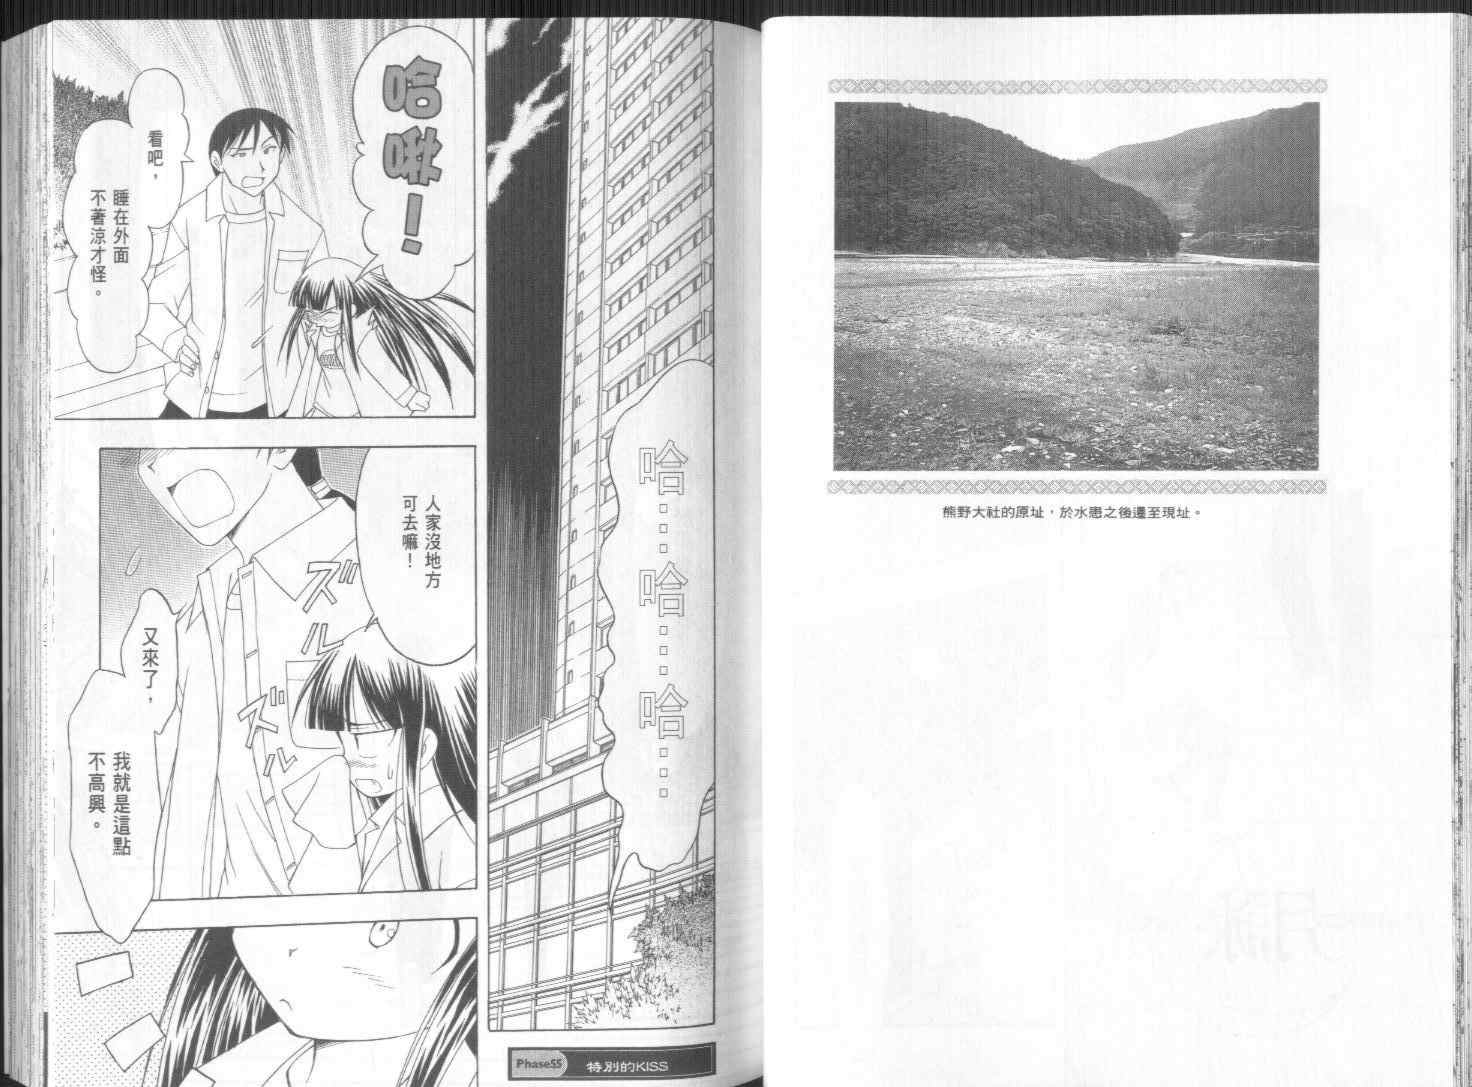 熊野大社的原址，於水患之後遷至現址。
哈…哈…哈…
Phase55
特別的KISS
哈啾！
看吧，
睡在外面
不著涼才怪。
人家沒地方
可去嘛！
ズルズル
又來了，
我就是這點
不高興。